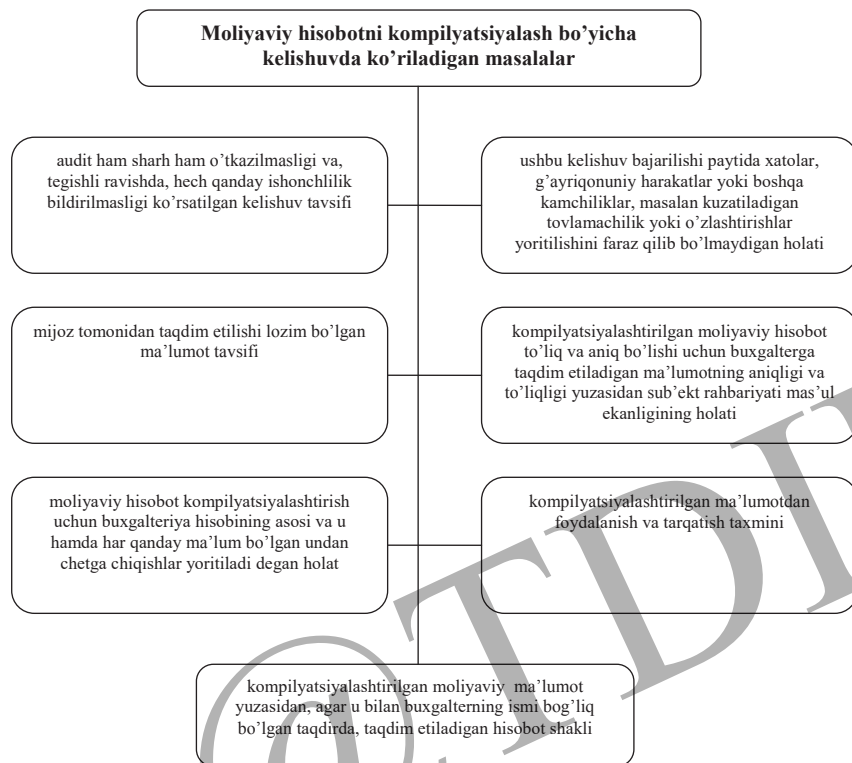 Moliyaviy hisobotni kompilyatsiyalash bo'yicha
kelishuvda ko'riladigan masalalar
audit ham sharh ham o'tkazilmasligi va,
tegishli ravishda, hech qanday ishonchlilik
bildirilmasligi ko'rsatilgan kelishuv tavsifi
ushbu kelishuv bajarilishi paytida xatolar,
g'ayriqonuniy harakatlar yoki boshqa
kamchiliklar, masalan kuzatiladigan
tovlamachilik yoki o'zlashtirishlar
yoritilishini faraz qilib bo'lmaydigan holati
mijoz tomonidan taqdim etilishi lozim bo'lgan
ma'lumot tavsifi
kompilyatsiyalashtirilgan moliyaviy hisobot
to'liq va aniq bo'lishi uchun buxgalterga
taqdim etiladigan ma'lumotning aniqligi va
to'liqligi yuzasidan sub'ekt rahbariyati mas'ul
ekanligining holati
moliyaviy hisobot kompilyatsiyalashtirish
uchun buxgalteriya hisobining asosi va u
hamda har qanday ma'lum bo'lgan undan
chetga chiqishlar yoritiladi degan holat
kompilyatsiyalashtirilgan ma'lumotdan
foydalanish va tarqatish taxmini
kompilyatsiyalashtirilgan moliyaviy ma'lumot
yuzasidan, agar u bilan buxgalterning ismi bog'liq
bo'lgan taqdirda, taqdim etiladigan hisobot shakli
@TDI